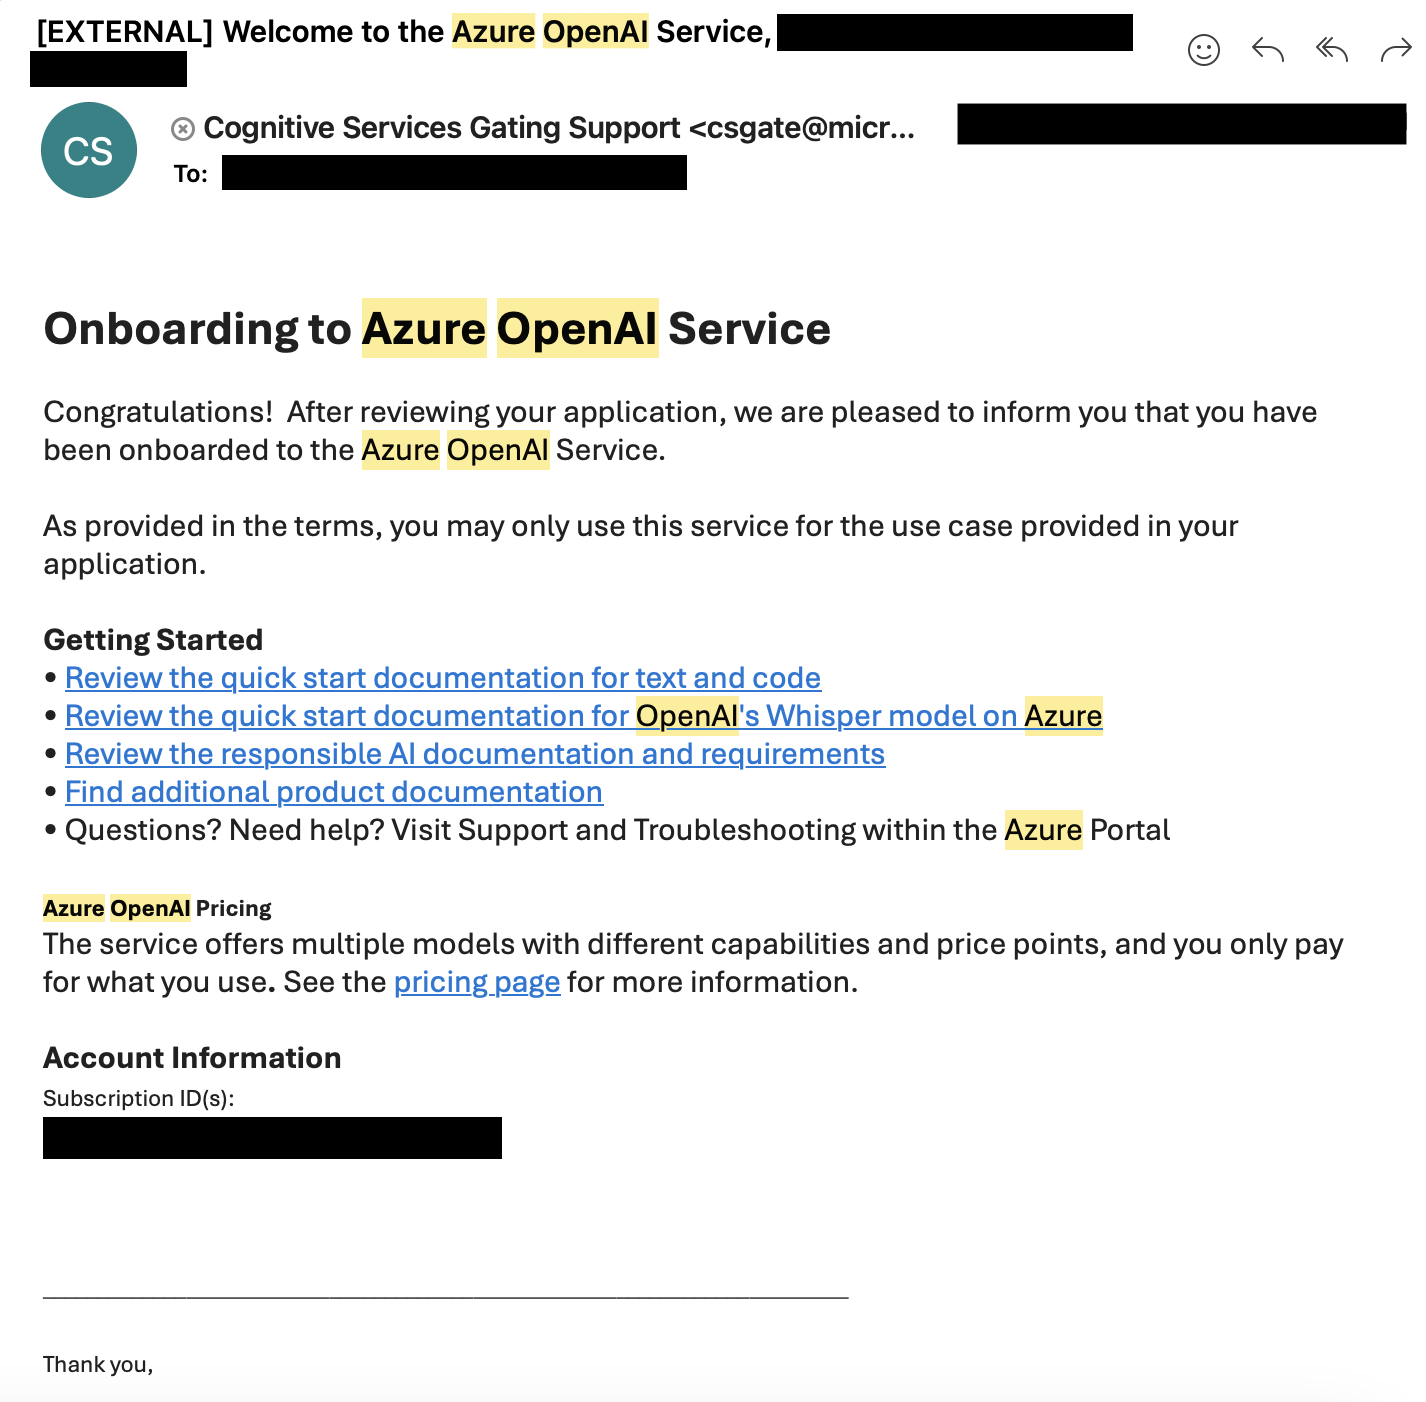 [EXTERNAL] Welcome to the Azure OpenAI Service,
CS
Cognitive Services Gating Support <csgate@micr...
To:
Onboarding to Azure OpenAI Service
Congratulations!  After reviewing your application, we are pleased to inform you that you have
been onboarded to the Azure OpenAI Service.
As provided in the terms, you may only use this service for the use case provided in your
application.
Getting Started
• Review the quick start documentation for text and code
• Review the quick start documentation for OpenAI's Whisper model on Azure
• Review the responsible AI documentation and requirements
• Find additional product documentation
• Questions? Need help? Visit Support and Troubleshooting within the Azure Portal
Azure OpenAI Pricing
The service offers multiple models with different capabilities and price points, and you only pay
for what you use. See the pricing page for more information.
Account Information
Subscription ID(s):
Thank you,